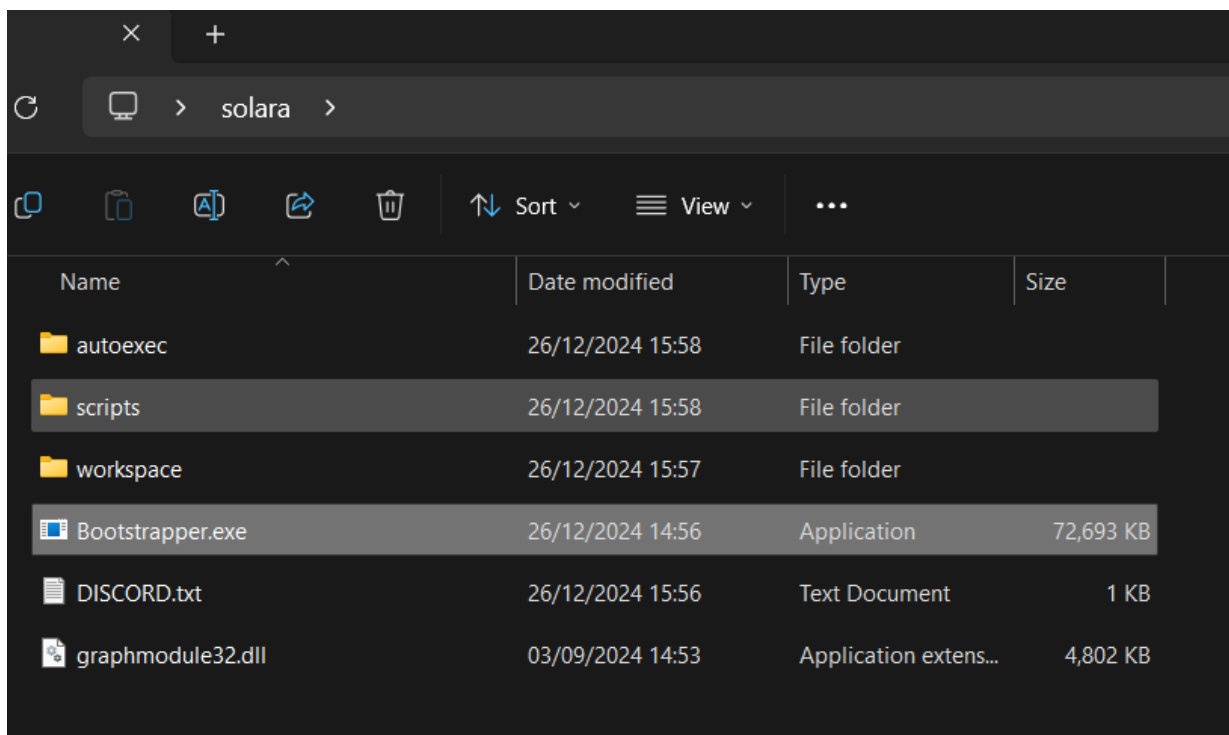 solara
Sort View
Name Date modified Type Size
autoexec 26/12/2024 15:58 File folder
scripts 26/12/2024 15:58 File folder
workspace 26/12/2024 15:57 File folder
Bootstrapper.exe 26/12/2024 14:56 Application 72,693 KB
DISCORD.txt 26/12/2024 15:56 Text Document 1 KB
graphmodule32.dll 03/09/2024 14:53 Application extens... 4,802 KB